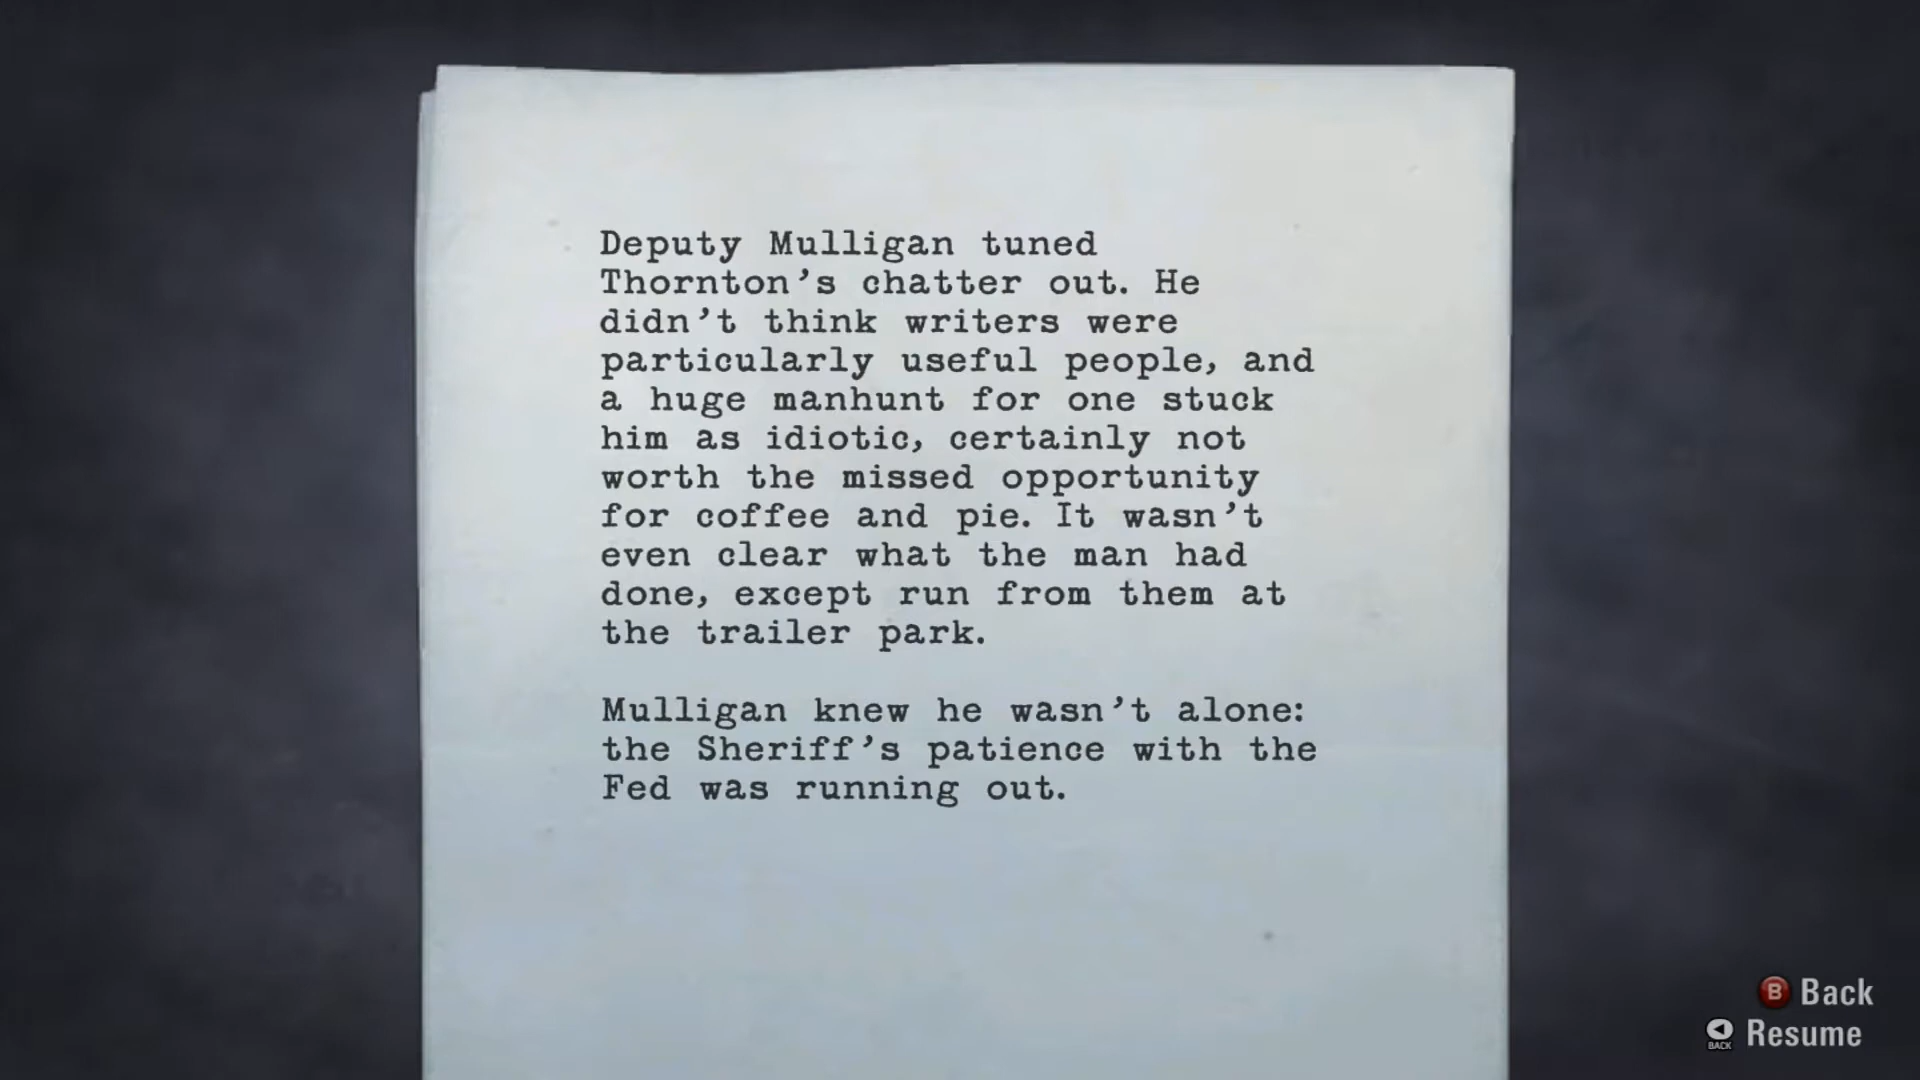 Deputy Mulligan tuned
Thornton's chatter out. He
didn't think writers were
particularly useful people, and
a huge manhunt for one stuck
him as idiotic, certainly not
worth the missed opportunity
for coffee and pie. It wasn't
even clear what the man had
done, except run from them at
the trailer park.
Mulligan knew he wasn't alone:
the Sheriff's patience with the
Fed was running out.
B Back
BACK Resume